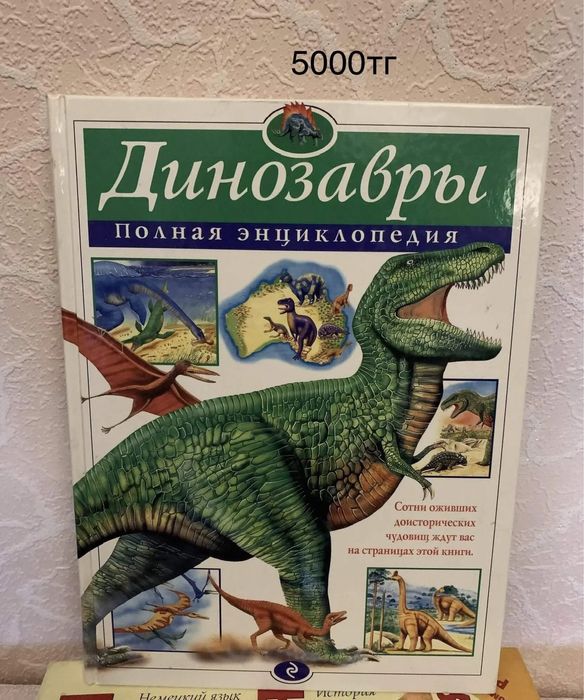 5000тг
Динозавры
Полная энциклопедия
Сотни оживших
доисторических
чудовищ ждут вас
на страницах этой книги.
Немецкий язык
История